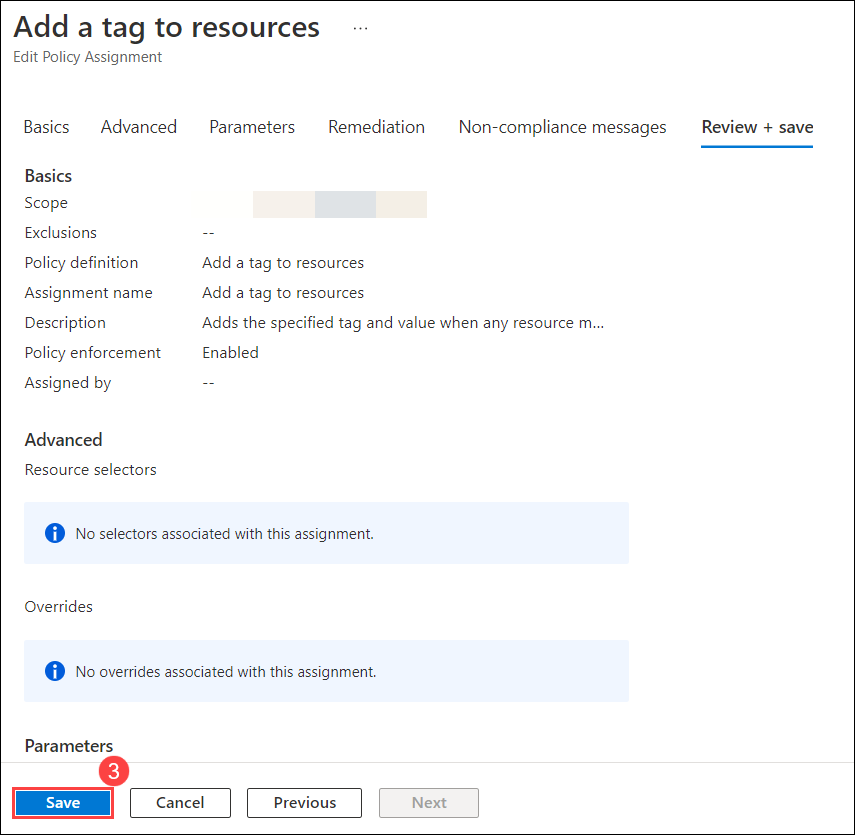 Add a tag to resources ...
Edit Policy Assignment
Basics Advanced Parameters Remediation Non-compliance messages Review + save
Basics
Scope
Exclusions --
Policy definition Add a tag to resources
Assignment name Add a tag to resources
Description Adds the specified tag and value when any resource m...
Policy enforcement Enabled
Assigned by --
Advanced
Resource selectors
No selectors associated with this assignment.
Overrides
No overrides associated with this assignment.
Parameters
3
Save Cancel Previous Next